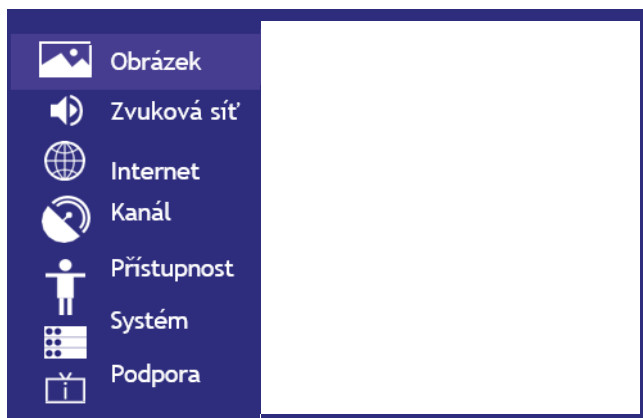 Obrázek
Zvuková síť
Internet
Kanál
Přístupnost
Systém
Podpora